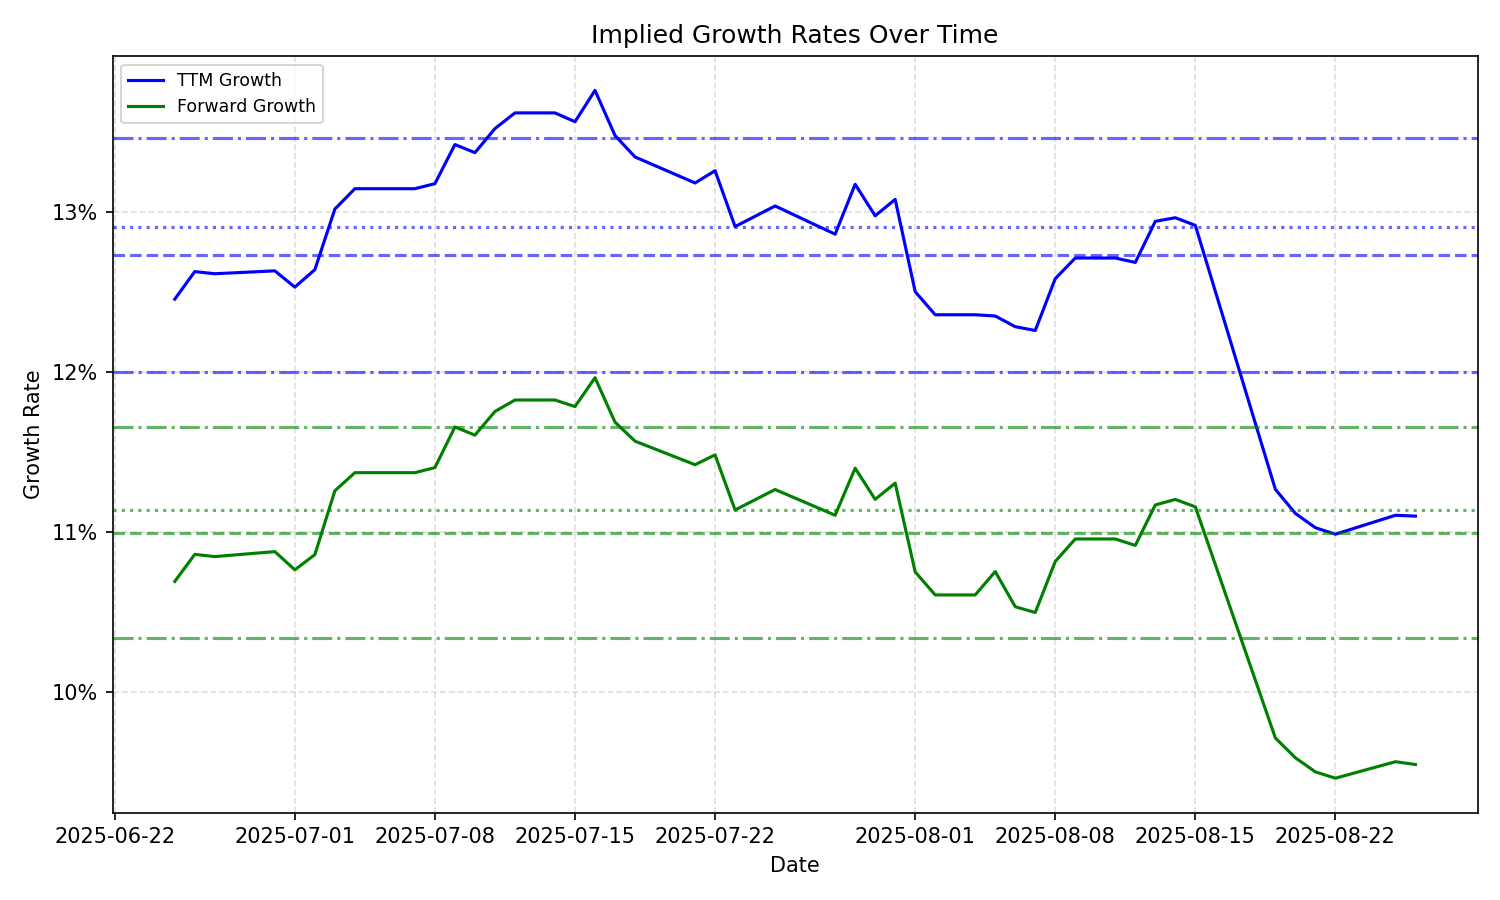 Implied Growth Rates Over Time
TTM Growth
Forward Growth
13%
12%
11%
10%
Growth Rate
2025-06-22 2025-07-01 2025-07-08 2025-07-15 2025-07-22 2025-08-01 2025-08-08 2025-08-15 2025-08-22
Date